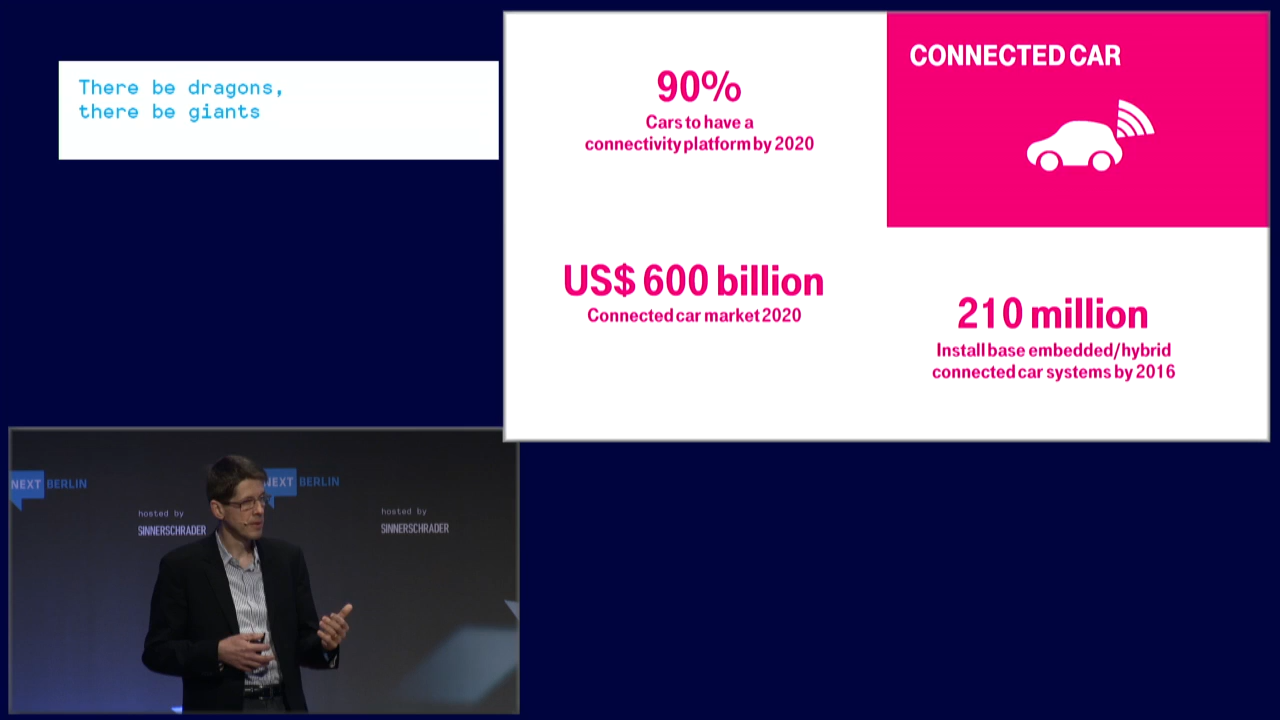 There be dragons,
there be giants
90%
Cars to have a
connectivity platform by 2020
CONNECTED CAR
US$ 600 billion
Connected car market 2020
210 million
Install base embedded/hybrid
connected car systems by 2016
NEXT BERLIN
NEXT BERLIN
hosted by
SINNERSCHRADER
hosted by
SINNERSCHRADER